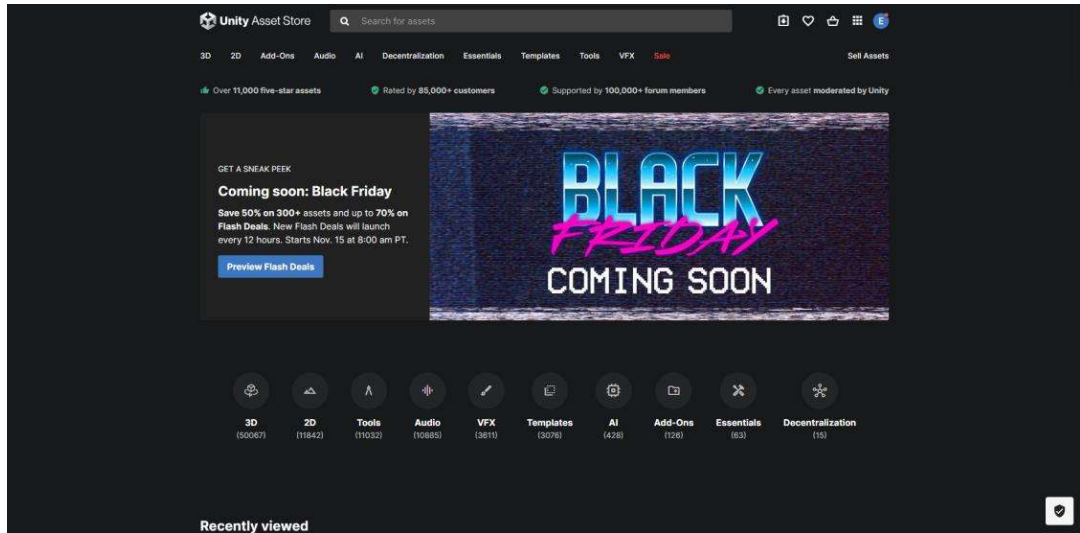 Unity Asset Store
Search for assets
E
3D 2D Add-Ons Audio AI Decentralization Essentials Templates Tools VFX Sale Sell Assets
Over 11,000 five-star assets Rated by 85,000+ customers Supported by 100,000+ forum members Every asset moderated by Unity
GET A SNEAK PEEK
Coming soon: Black Friday
Save 50% on 300+ assets and up to 70% on
Flash Deals. New Flash Deals will launch
every 12 hours. Starts Nov. 15 at 8:00 am PT.
Preview Flash Deals
BLACK
FRIDAY
COMING SOON
3D 2D Tools Audio VFX Templates AI Add-Ons Essentials Decentralization
(50067) (11842) (11032) (10885) (3611) (3076) (428) (126) (63) (15)
Recently viewed